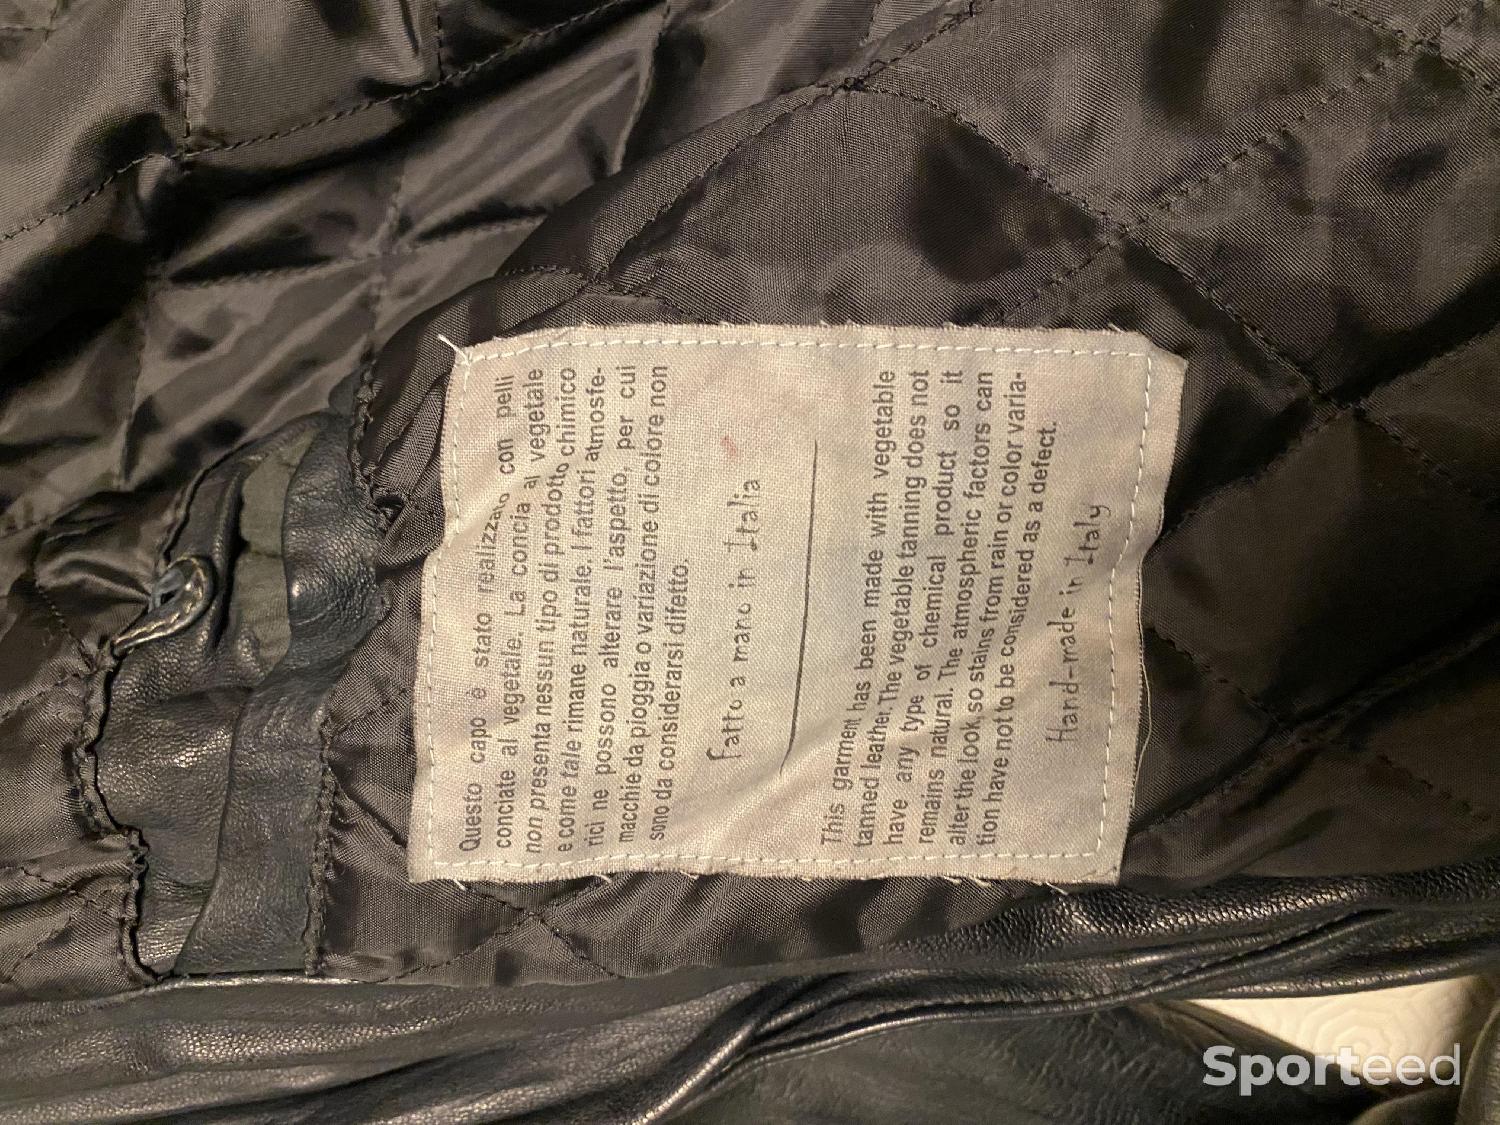 Questo capo è stato realizzato con pelli
conciate al vegetale. La concia al vegetale
non presenta nessun tipo di prodotto chimico
e come tale rimane naturale. I fattori atmosfe-
rici ne possono alterare l'aspetto, per cui
macchie da pioggia o variazione di colore non
sono da considerarsi difetto.
Fatto a mano in Italia
This garment has been made with vegetable
tanned leather. The vegetable tanning does not
have any type of chemical product so it
remains natural. The atmospheric factors can
alter the look, so stains from rain or color varia-
tion have not to be considered as a defect.
Hand-made in Italy
Sporteed